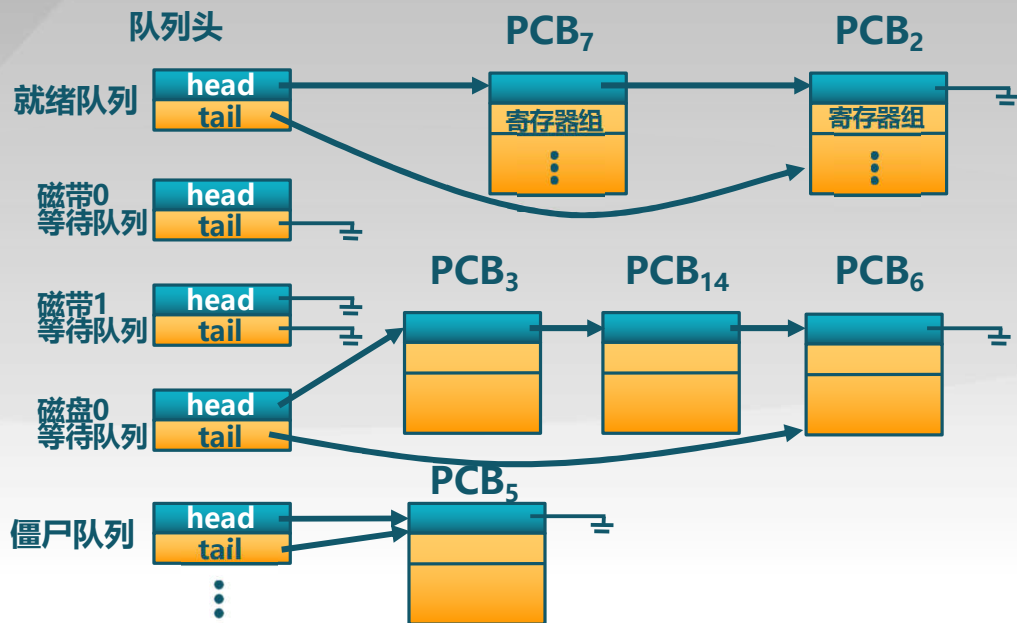 队列头
PCB₇
PCB₂
就绪队列
head
tail
寄存器组
寄存器组
磁带0
等待队列
head
tail
PCB₃
PCB₁₄
PCB₆
磁带1
等待队列
head
tail
磁盘0
等待队列
head
tail
PCB₅
僵尸队列
head
tail